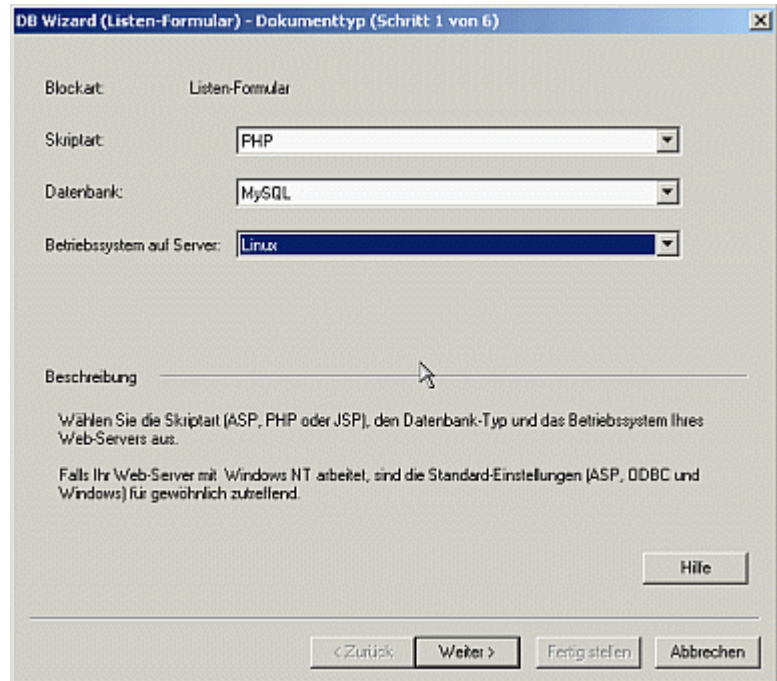 DB Wizard (Listen-Formular) - Dokumenttyp (Schritt 1 von 6)
Blockart: Listen-Formular
Skriptart: PHP
Datenbank: MySQL
Betriebssystem auf Server: Linux
Beschreibung
Wählen Sie die Skriptart (ASP, PHP oder JSP), den Datenbank-Typ und das Betriebssystem Ihres
Web-Servers aus.
Falls Ihr Web-Server mit Windows NT arbeitet, sind die Standard-Einstellungen (ASP, ODBC und
Windows) für gewöhnlich zutreffend.
Hilfe
< Zurück Weiter > Fertig stellen Abbrechen